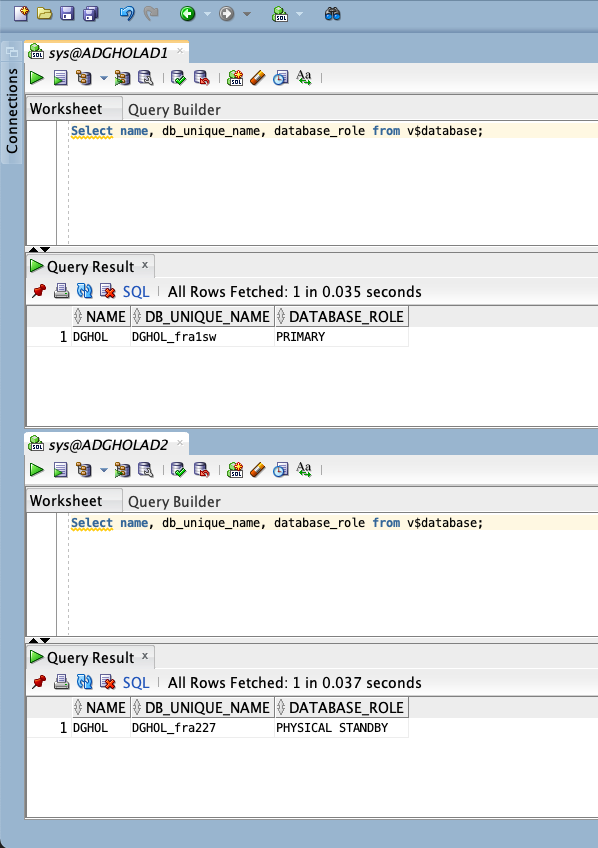 Connections
sys@ADGHOLAD1
Worksheet Query Builder
Select name, db_unique_name, database_role from v$database;
Query Result x
SQL All Rows Fetched: 1 in 0.035 seconds
NAME DB_UNIQUE_NAME DATABASE_ROLE
1 DGHOL DGHOL_fra1sw PRIMARY
sys@ADGHOLAD2
Worksheet Query Builder
Select name, db_unique_name, database_role from v$database;
Query Result x
SQL All Rows Fetched: 1 in 0.037 seconds
NAME DB_UNIQUE_NAME DATABASE_ROLE
1 DGHOL DGHOL_fra227 PHYSICAL STANDBY